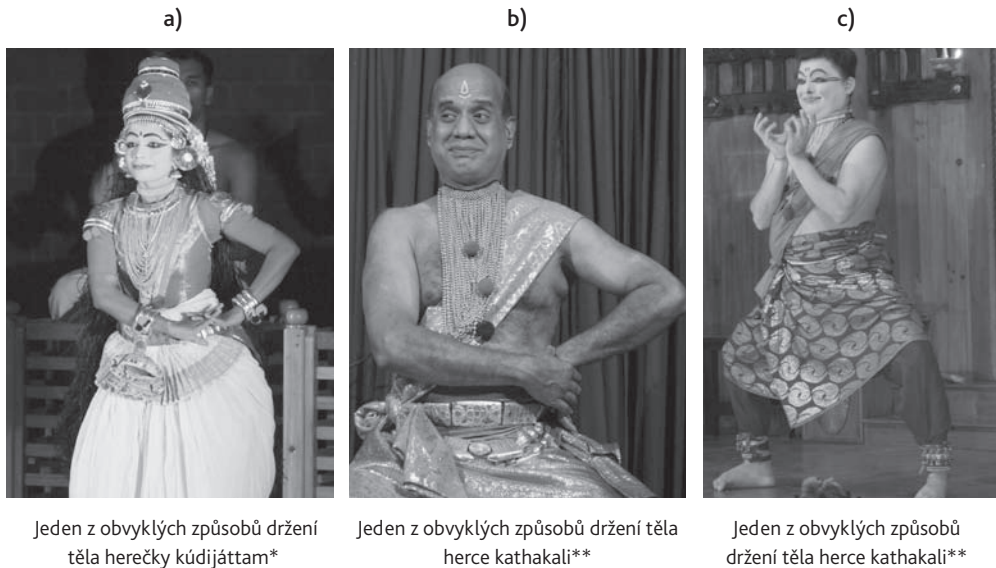 a)
b)
c)
Jeden z obvyklých způsobů držení
těla herečky kúdijáttam*
Jeden z obvyklých způsobů držení těla
herce kathakali**
Jeden z obvyklých způsobů
držení těla herce kathakali**